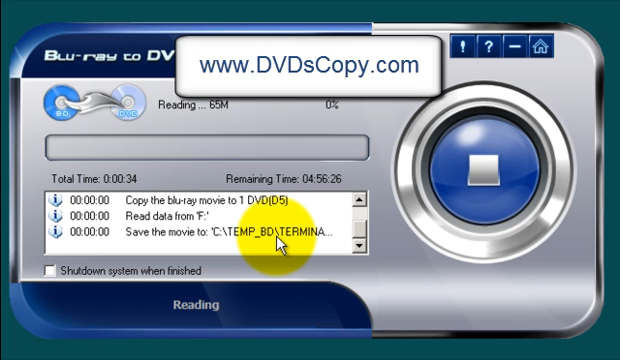 Blu-ray to DV
www.DVDsCopy.com
! ?
BD DVD
Reading ... 65M 0%
Total Time: 0:00:34 Remaining Time: 04:56:26
00:00:00 Copy the blu-ray movie to 1 DVD(D5)
00:00:00 Read data from 'F:'
00:00:00 Save the movie to: 'C:\TEMP_BD\TERMINA...
Shutdown system when finished
Reading